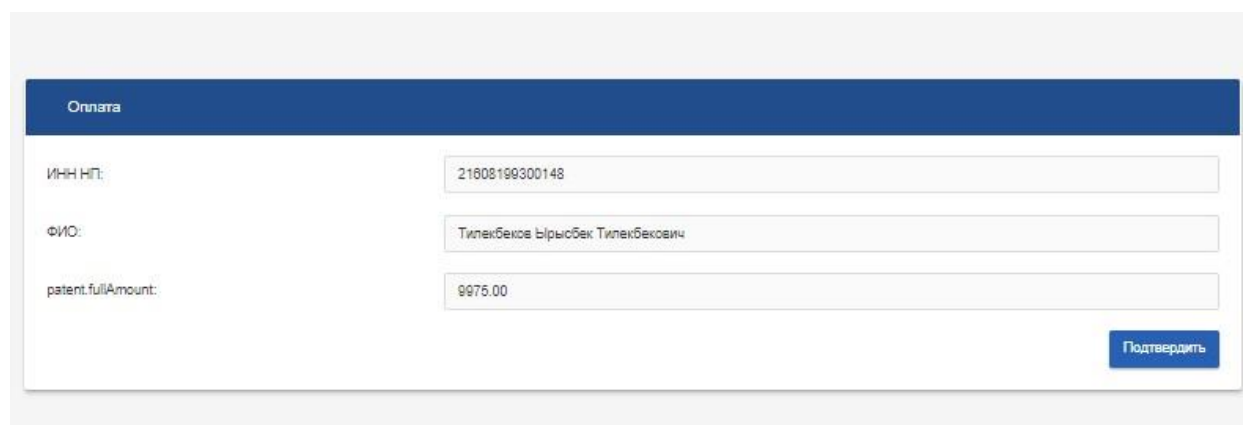 Оплата
ИНН НП: 21608199300148
ФИО: Тилекбеков Ырысбек Тилекбекович
patent.fullAmount: 9975.00
Подтвердить